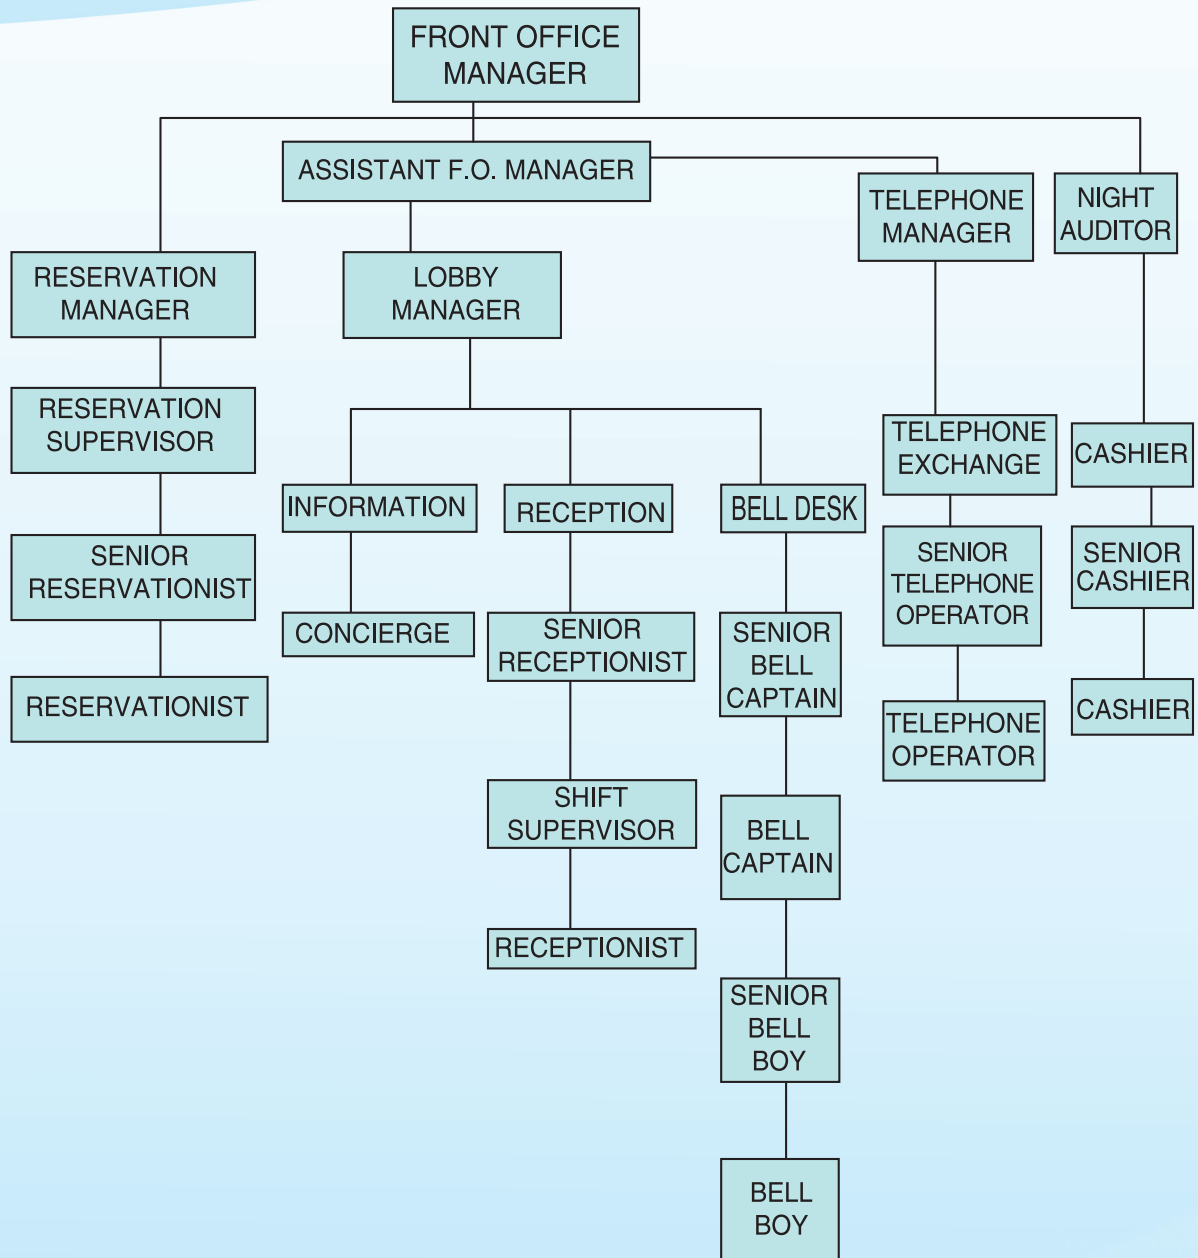 FRONT OFFICE
MANAGER
ASSISTANT F.O. MANAGER
TELEPHONE
MANAGER
NIGHT
AUDITOR
RESERVATION
MANAGER
LOBBY
MANAGER
RESERVATION
SUPERVISOR
TELEPHONE
EXCHANGE
CASHIER
INFORMATION
RECEPTION
BELL DESK
SENIOR
RESERVATIONIST
SENIOR
TELEPHONE
OPERATOR
SENIOR
CASHIER
CONCIERGE
SENIOR
RECEPTIONIST
SENIOR
BELL
CAPTAIN
RESERVATIONIST
TELEPHONE
OPERATOR
CASHIER
SHIFT
SUPERVISOR
BELL
CAPTAIN
RECEPTIONIST
SENIOR
BELL
BOY
BELL
BOY